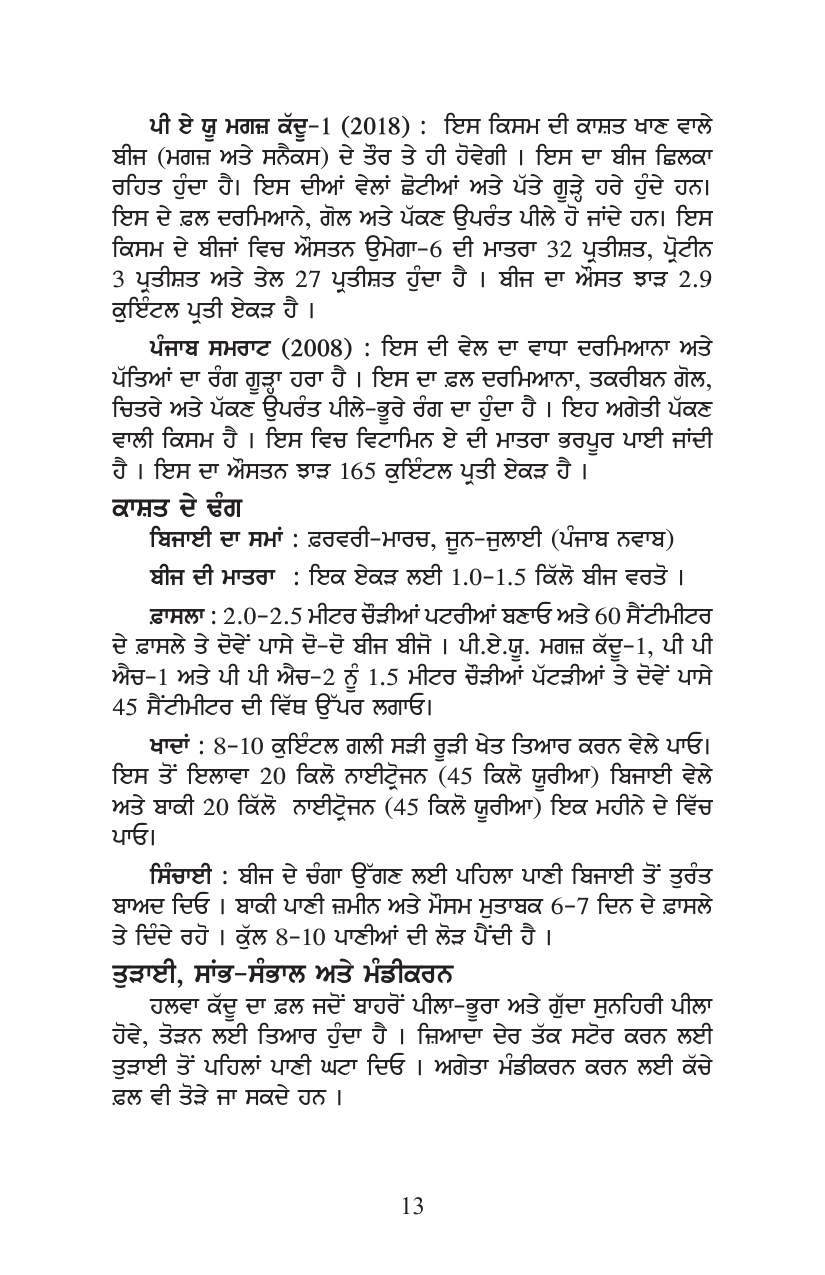 ਪੀ ਏ ਯੂ ਮਗਜ਼ ਕੱਦੂ-1 (2018) : ਇਸ ਕਿਸਮ ਦੀ ਕਾਸ਼ਤ ਖਾਣ ਵਾਲੇ
ਬੀਜ (ਮਗਜ਼ ਅਤੇ ਸਨੈਕਸ) ਦੇ ਤੌਰ ਤੇ ਹੀ ਹੋਵੇਗੀ । ਇਸ ਦਾ ਬੀਜ ਛਿਲਕਾ
ਰਹਿਤ ਹੁੰਦਾ ਹੈ। ਇਸ ਦੀਆਂ ਵੇਲਾਂ ਛੋਟੀਆਂ ਅਤੇ ਪੱਤੇ ਗੂੜ੍ਹੇ ਹਰੇ ਹੁੰਦੇ ਹਨ।
ਇਸ ਦੇ ਫ਼ਲ ਦਰਮਿਆਨੇ, ਗੋਲ ਅਤੇ ਪੱਕਣ ਉਪਰੰਤ ਪੀਲੇ ਹੋ ਜਾਂਦੇ ਹਨ। ਇਸ
ਕਿਸਮ ਦੇ ਬੀਜਾਂ ਵਿਚ ਔਸਤਨ ਉਮੇਗਾ-6 ਦੀ ਮਾਤਰਾ 32 ਪ੍ਰਤੀਸ਼ਤ, ਪ੍ਰੋਟੀਨ
3 ਪ੍ਰਤੀਸ਼ਤ ਅਤੇ ਤੇਲ 27 ਪ੍ਰਤੀਸ਼ਤ ਹੁੰਦਾ ਹੈ । ਬੀਜ ਦਾ ਔਸਤ ਝਾੜ 2.9
ਕੁਇੰਟਲ ਪ੍ਰਤੀ ਏਕੜ ਹੈ ।
ਪੰਜਾਬ ਸਮਰਾਟ (2008) : ਇਸ ਦੀ ਵੇਲ ਦਾ ਵਾਧਾ ਦਰਮਿਆਨਾ ਅਤੇ
ਪੱਤਿਆਂ ਦਾ ਰੰਗ ਗੂੜ੍ਹਾ ਹਰਾ ਹੈ । ਇਸ ਦਾ ਫ਼ਲ ਦਰਮਿਆਨਾ, ਤਕਰੀਬਨ ਗੋਲ,
ਚਿਤਰੇ ਅਤੇ ਪੱਕਣ ਉਪਰੰਤ ਪੀਲੇ-ਭੂਰੇ ਰੰਗ ਦਾ ਹੁੰਦਾ ਹੈ । ਇਹ ਅਗੇਤੀ ਪੱਕਣ
ਵਾਲੀ ਕਿਸਮ ਹੈ । ਇਸ ਵਿਚ ਵਿਟਾਮਿਨ ਏ ਦੀ ਮਾਤਰਾ ਭਰਪੂਰ ਪਾਈ ਜਾਂਦੀ
ਹੈ । ਇਸ ਦਾ ਔਸਤਨ ਝਾੜ 165 ਕੁਇੰਟਲ ਪ੍ਰਤੀ ਏਕੜ ਹੈ ।
ਕਾਸ਼ਤ ਦੇ ਢੰਗ
ਬਿਜਾਈ ਦਾ ਸਮਾਂ : ਫ਼ਰਵਰੀ-ਮਾਰਚ, ਜੂਨ-ਜੁਲਾਈ (ਪੰਜਾਬ ਨਵਾਬ)
ਬੀਜ ਦੀ ਮਾਤਰਾ : ਇਕ ਏਕੜ ਲਈ 1.0-1.5 ਕਿੱਲੋ ਬੀਜ ਵਰਤੋ ।
ਫ਼ਾਸਲਾ : 2.0-2.5 ਮੀਟਰ ਚੌੜੀਆਂ ਪਟਰੀਆਂ ਬਣਾਓ ਅਤੇ 60 ਸੈਂਟੀਮੀਟਰ
ਦੇ ਫ਼ਾਸਲੇ ਤੇ ਦੋਵੇਂ ਪਾਸੇ ਦੋ-ਦੋ ਬੀਜ ਬੀਜੋ । ਪੀ.ਏ.ਯੂ. ਮਗਜ਼ ਕੱਦੂ-1, ਪੀ ਪੀ
ਐਚ-1 ਅਤੇ ਪੀ ਪੀ ਐਚ-2 ਨੂੰ 1.5 ਮੀਟਰ ਚੌੜੀਆਂ ਪੱਟੜੀਆਂ ਤੇ ਦੋਵੇਂ ਪਾਸੇ
45 ਸੈਂਟੀਮੀਟਰ ਦੀ ਵਿੱਥ ਉੱਪਰ ਲਗਾਓ।
ਖਾਦਾਂ : 8-10 ਕੁਇੰਟਲ ਗਲੀ ਸੜੀ ਰੂੜੀ ਖੇਤ ਤਿਆਰ ਕਰਨ ਵੇਲੇ ਪਾਓ।
ਇਸ ਤੋਂ ਇਲਾਵਾ 20 ਕਿਲੋ ਨਾਈਟ੍ਰੋਜਨ (45 ਕਿਲੋ ਯੂਰੀਆ) ਬਿਜਾਈ ਵੇਲੇ
ਅਤੇ ਬਾਕੀ 20 ਕਿੱਲੋ ਨਾਈਟ੍ਰੋਜਨ (45 ਕਿਲੋ ਯੂਰੀਆ) ਇਕ ਮਹੀਨੇ ਦੇ ਵਿੱਚ
ਪਾਓ।
ਸਿੰਚਾਈ : ਬੀਜ ਦੇ ਚੰਗਾ ਉੱਗਣ ਲਈ ਪਹਿਲਾ ਪਾਣੀ ਬਿਜਾਈ ਤੋਂ ਤੁਰੰਤ
ਬਾਅਦ ਦਿਓ । ਬਾਕੀ ਪਾਣੀ ਜ਼ਮੀਨ ਅਤੇ ਮੌਸਮ ਮੁਤਾਬਕ 6-7 ਦਿਨ ਦੇ ਫ਼ਾਸਲੇ
ਤੇ ਦਿੰਦੇ ਰਹੋ । ਕੁੱਲ 8-10 ਪਾਣੀਆਂ ਦੀ ਲੋੜ ਪੈਂਦੀ ਹੈ ।
ਤੁੜਾਈ, ਸਾਂਭ-ਸੰਭਾਲ ਅਤੇ ਮੰਡੀਕਰਨ
ਹਲਵਾ ਕੱਦੂ ਦਾ ਫ਼ਲ ਜਦੋਂ ਬਾਹਰੋਂ ਪੀਲਾ-ਭੂਰਾ ਅਤੇ ਗੁੱਦਾ ਸੁਨਹਿਰੀ ਪੀਲਾ
ਹੋਵੇ, ਤੋੜਨ ਲਈ ਤਿਆਰ ਹੁੰਦਾ ਹੈ । ਜ਼ਿਆਦਾ ਦੇਰ ਤੱਕ ਸਟੋਰ ਕਰਨ ਲਈ
ਤੁੜਾਈ ਤੋਂ ਪਹਿਲਾਂ ਪਾਣੀ ਘਟਾ ਦਿਓ । ਅਗੇਤਾ ਮੰਡੀਕਰਨ ਕਰਨ ਲਈ ਕੱਚੇ
ਫ਼ਲ ਵੀ ਤੋੜੇ ਜਾ ਸਕਦੇ ਹਨ ।
13